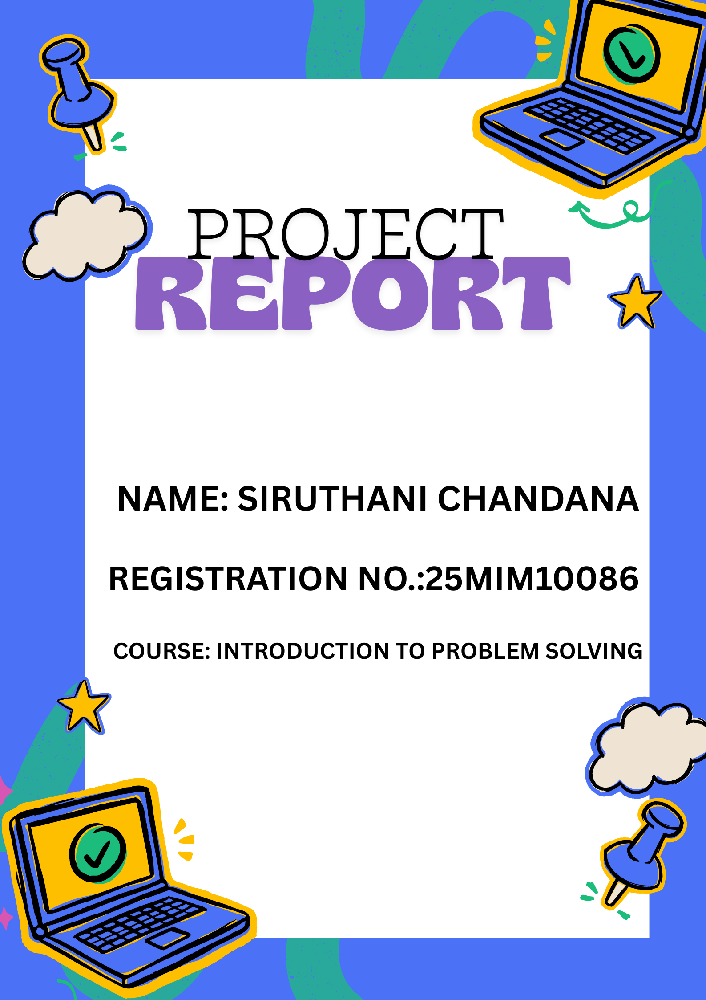 PROJECT
REPORT
NAME: SIRUTHANI CHANDANA
REGISTRATION NO.:25MIM10086
COURSE: INTRODUCTION TO PROBLEM SOLVING